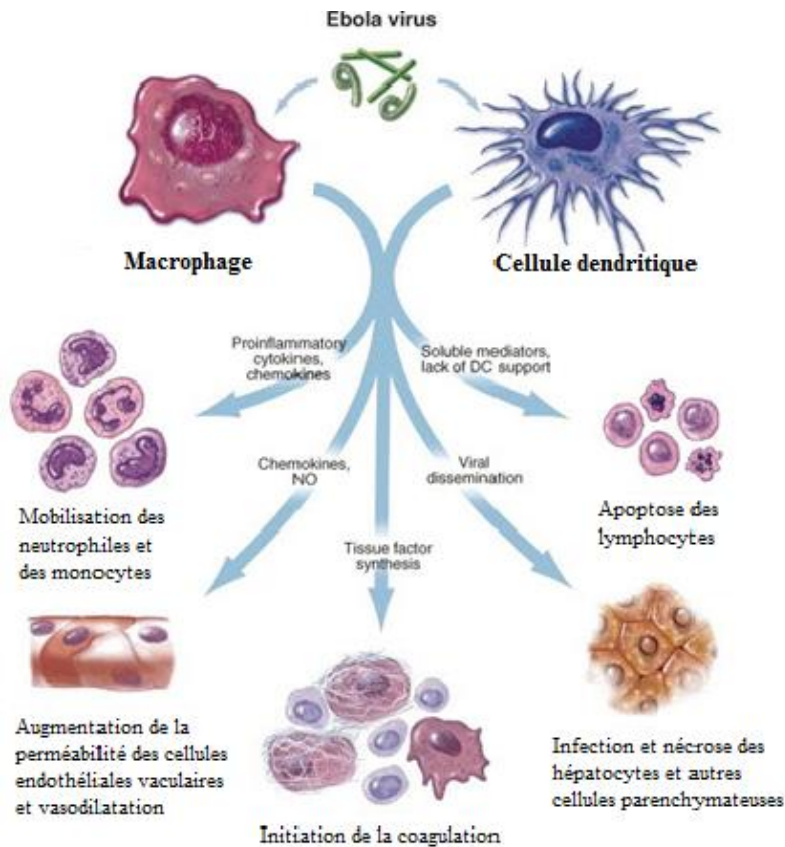 Ebola virus
Macrophage
Cellule dendritique
Proinflammatory
cytokines,
chemokines
Soluble mediators,
lack of DC support
Chemokines,
NO
Viral
dissemination
Tissue factor
synthesis
Mobilisation des
neutrophiles et
des monocytes
Apoptose des
lymphocytes
Augmentation de la
perméabilité des cellules
endothéliales vaculaires
et vasodilatation
Infection et nécrose des
hépatocytes et autres
cellules parenchymateuses
Initiation de la coagulation